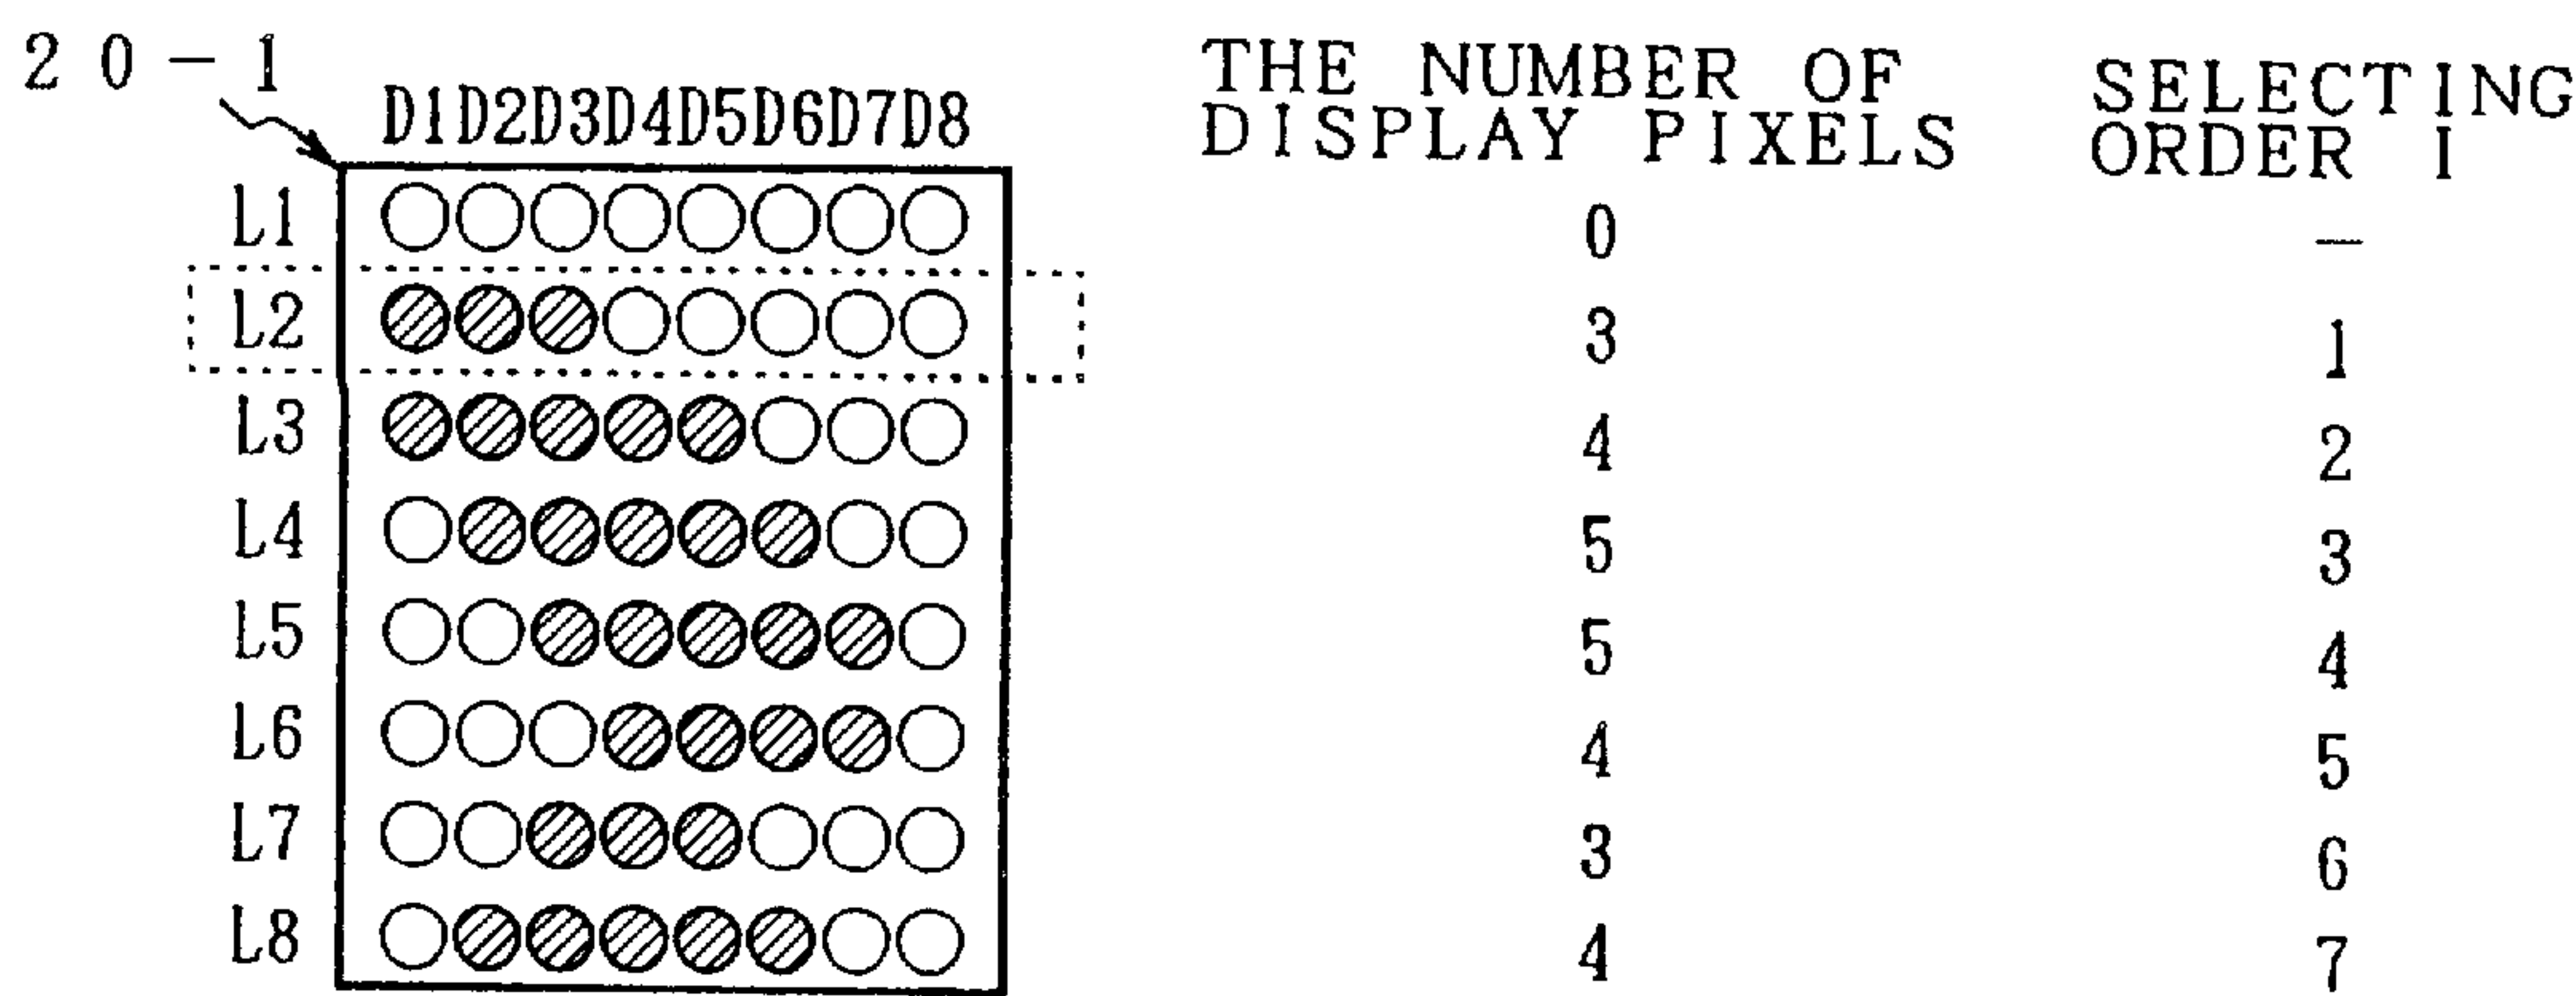 20-1
D1D2D3D4D5D6D7D8
THE NUMBER OF
DISPLAY PIXELS
SELECTING
ORDER I
L1 0 —
L2 3 1
L3 4 2
L4 5 3
L5 5 4
L6 4 5
L7 3 6
L8 4 7